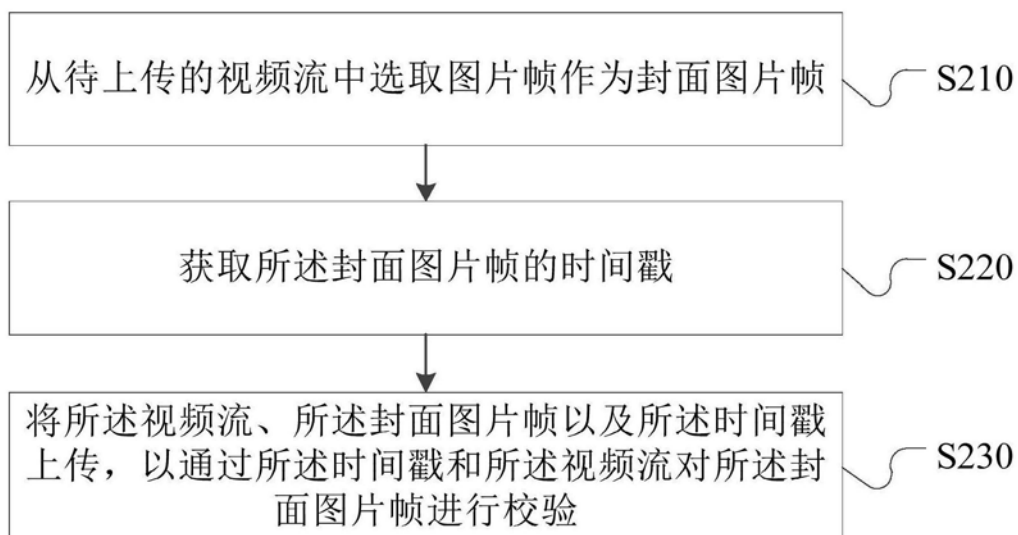 从待上传的视频流中选取图片帧作为封面图片帧
S210
获取所述封面图片帧的时间戳
S220
将所述视频流、所述封面图片帧以及所述时间戳
上传，以通过所述时间戳和所述视频流对所述封
面图片帧进行校验
S230